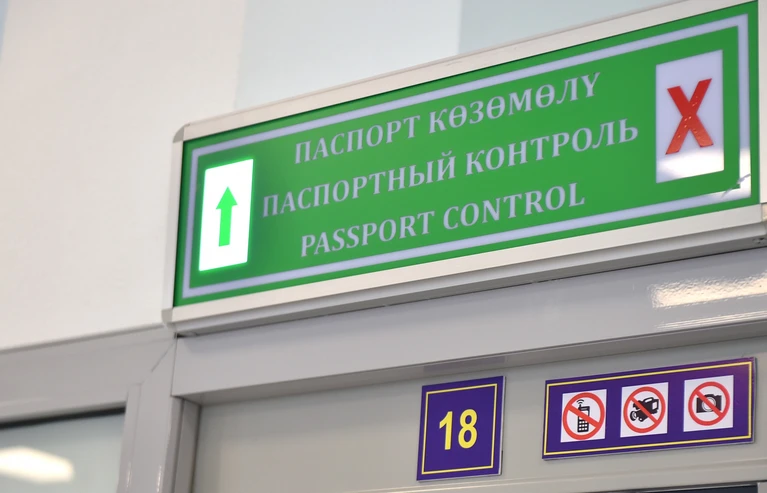 ПАСПОРТ КӨЗӨМӨЛҮ
ПАСПОРТНЫЙ КОНТРОЛЬ
PASSPORT CONTROL
X
18